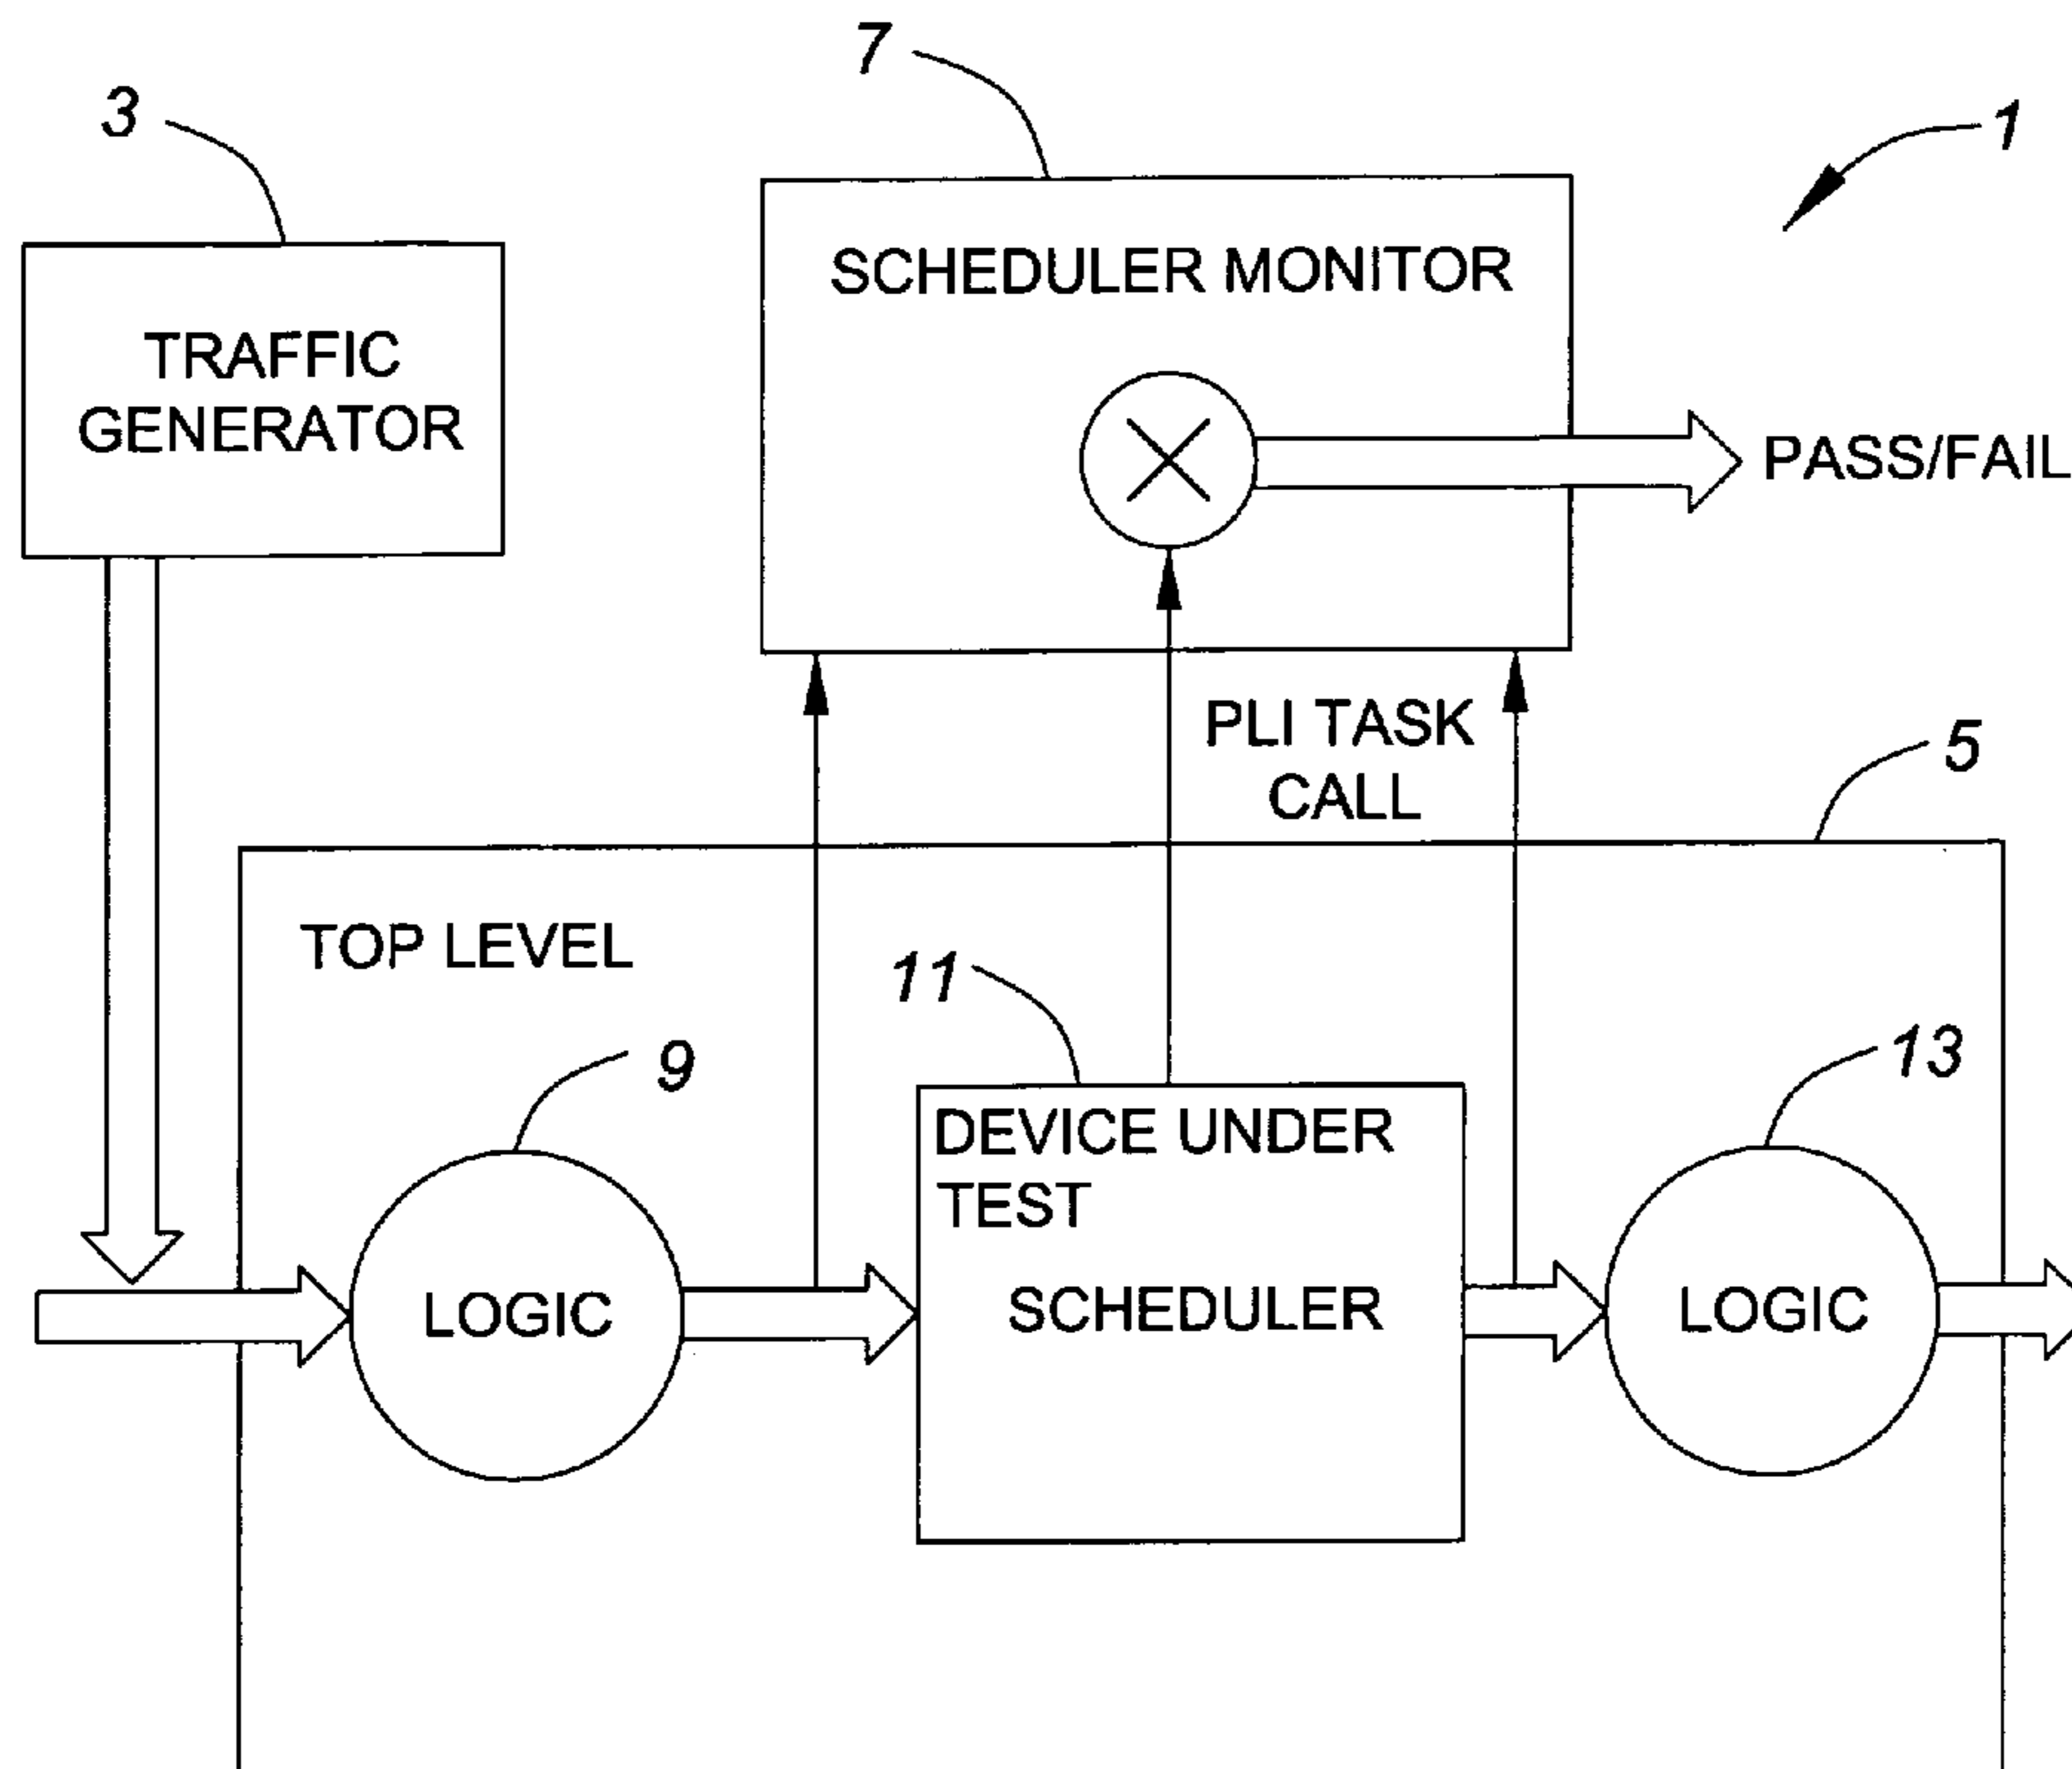 7
3
1
SCHEDULER MONITOR
TRAFFIC
GENERATOR
PASS/FAIL
PLI TASK
CALL
5
TOP LEVEL
11
9
13
DEVICE UNDER
TEST
LOGIC
SCHEDULER
LOGIC